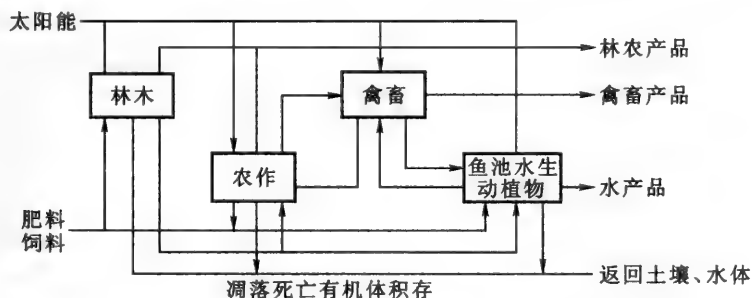 太阳能
林农产品
林木
禽畜
禽畜产品
农作
鱼池水生
动植物
水产品
肥料
饲料
返回土壤、水体
凋落死亡有机体积存